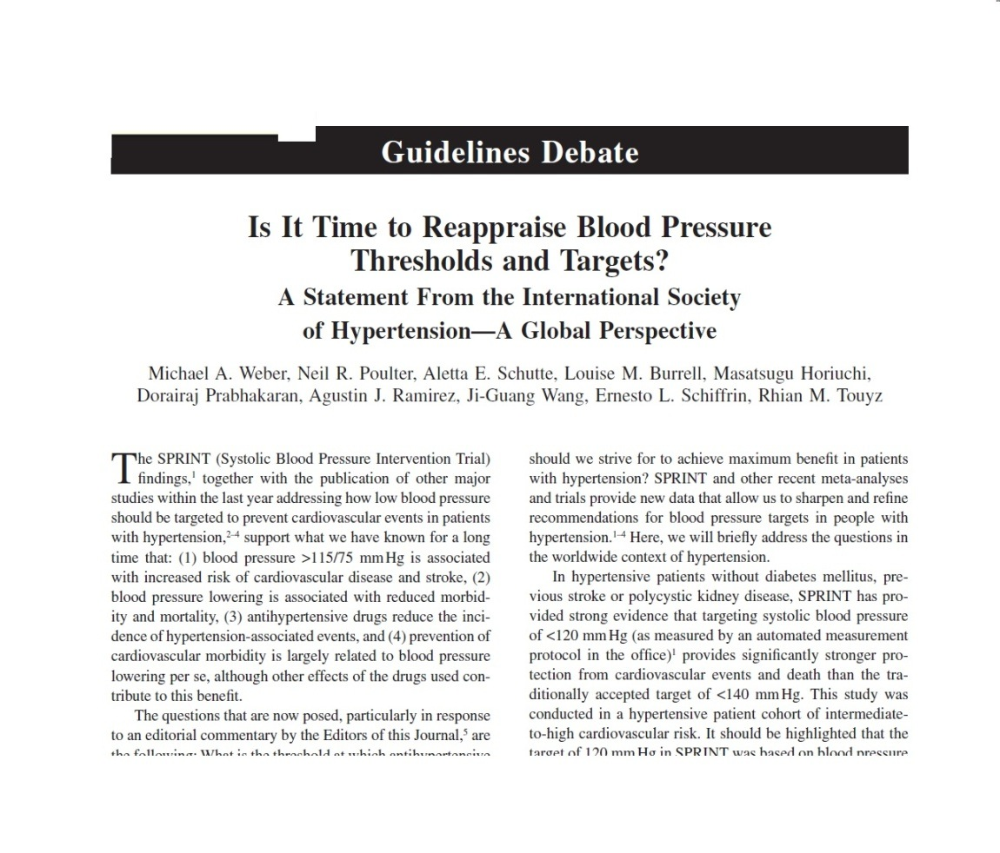 Guidelines Debate
Is It Time to Reappraise Blood Pressure
Thresholds and Targets?
A Statement From the International Society
of Hypertension—A Global Perspective
Michael A. Weber, Neil R. Poulter, Aletta E. Schutte, Louise M. Burrell, Masatsugu Horiuchi,
Dorairaj Prabhakaran, Agustin J. Ramirez, Ji-Guang Wang, Ernesto L. Schiffrin, Rhian M. Touyz
The SPRINT (Systolic Blood Pressure Intervention Trial)
findings,¹ together with the publication of other major
studies within the last year addressing how low blood pressure
should be targeted to prevent cardiovascular events in patients
with hypertension,²⁻⁴ support what we have known for a long
time that: (1) blood pressure >115/75 mm Hg is associated
with increased risk of cardiovascular disease and stroke, (2)
blood pressure lowering is associated with reduced morbid-
ity and mortality, (3) antihypertensive drugs reduce the inci-
dence of hypertension-associated events, and (4) prevention of
cardiovascular morbidity is largely related to blood pressure
lowering per se, although other effects of the drugs used con-
tribute to this benefit.
The questions that are now posed, particularly in response
to an editorial commentary by the Editors of this Journal,⁵ are
the following: What is the threshold at which antihypertensive
should we strive for to achieve maximum benefit in patients
with hypertension? SPRINT and other recent meta-analyses
and trials provide new data that allow us to sharpen and refine
recommendations for blood pressure targets in people with
hypertension.¹⁻⁴ Here, we will briefly address the questions in
the worldwide context of hypertension.
In hypertensive patients without diabetes mellitus, pre-
vious stroke or polycystic kidney disease, SPRINT has pro-
vided strong evidence that targeting systolic blood pressure
of <120 mm Hg (as measured by an automated measurement
protocol in the office)¹ provides significantly stronger pro-
tection from cardiovascular events and death than the tra-
ditionally accepted target of <140 mm Hg. This study was
conducted in a hypertensive patient cohort of intermediate-
to-high cardiovascular risk. It should be highlighted that the
target of 120 mm Hg in SPRINT was based on blood pressure